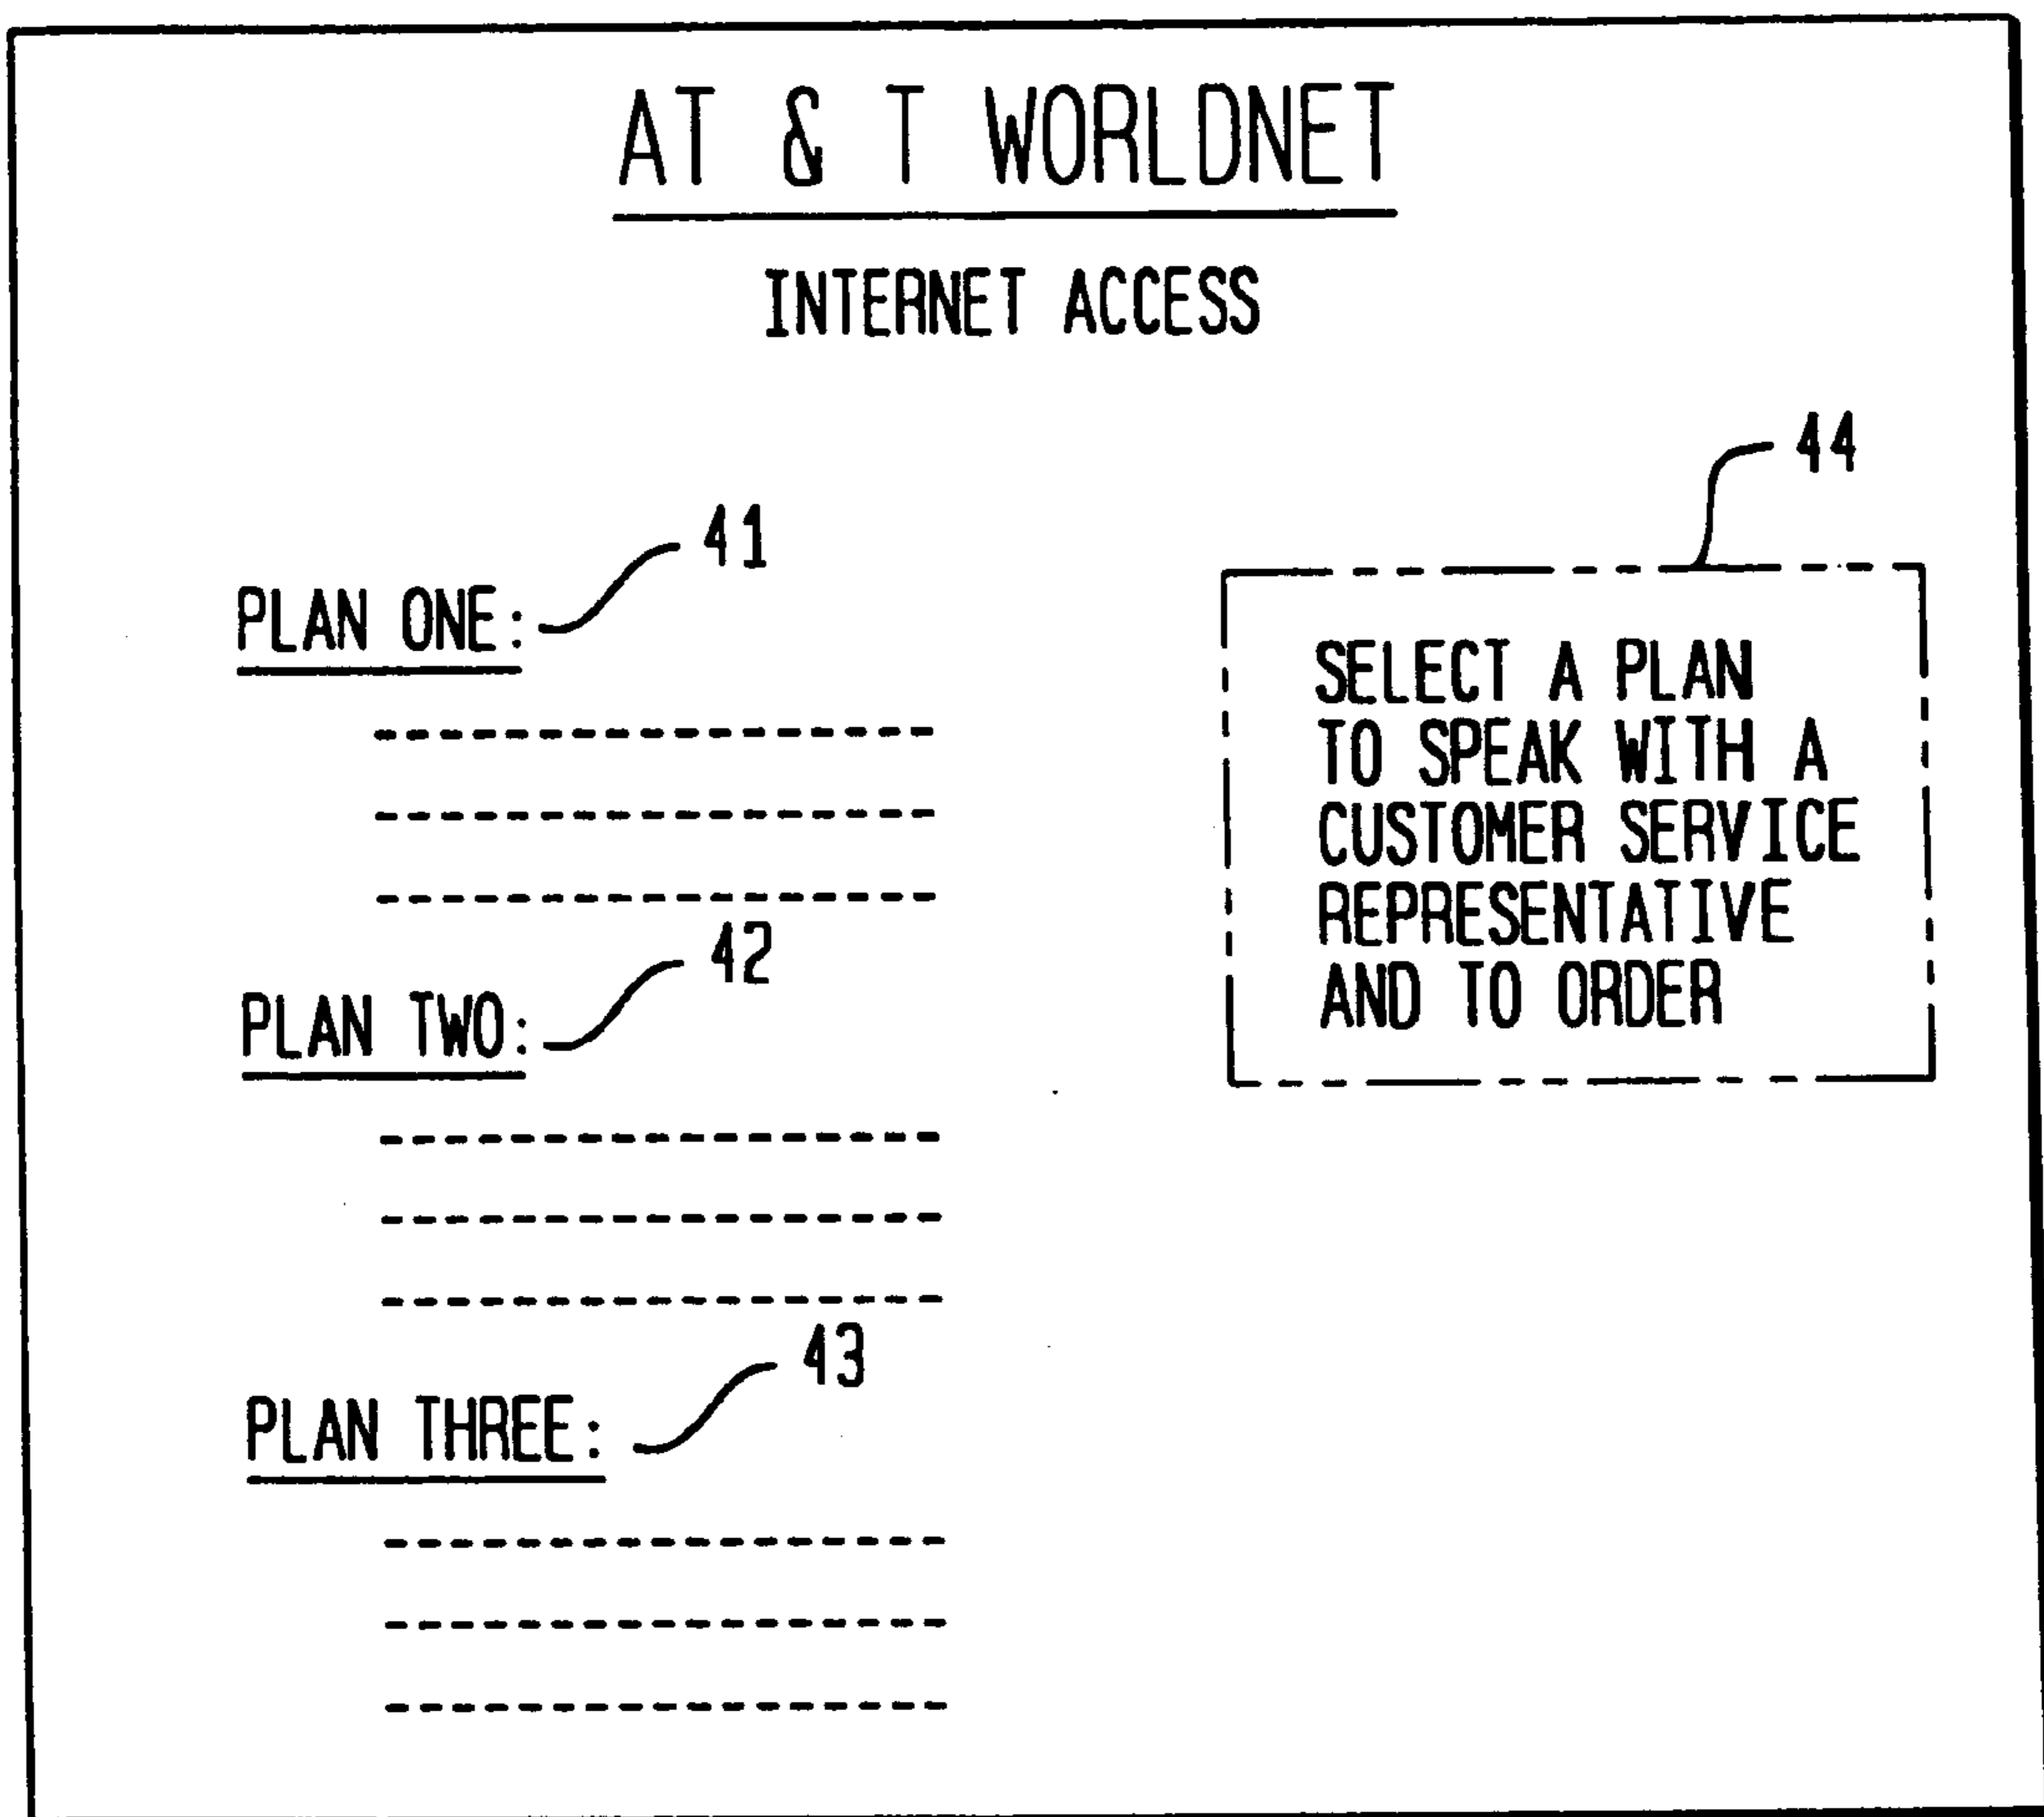 AT & T WORLDNET
INTERNET ACCESS
44
41
PLAN ONE:
SELECT A PLAN
TO SPEAK WITH A
CUSTOMER SERVICE
REPRESENTATIVE
AND TO ORDER
42
PLAN TWO:
43
PLAN THREE: